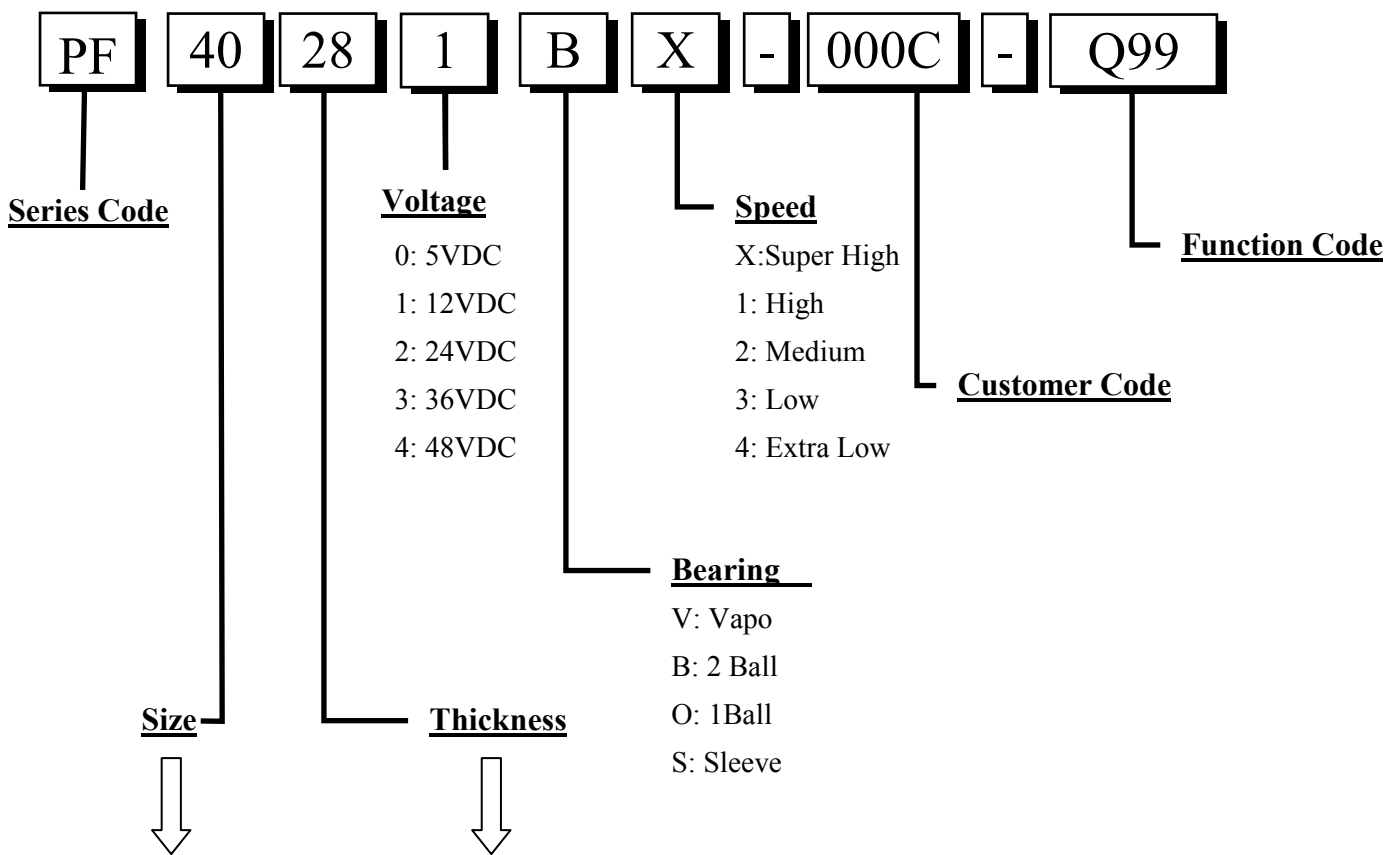 PF 40 28 1 B X - 000C - Q99
Series Code
Voltage
0: 5VDC
1: 12VDC
2: 24VDC
3: 36VDC
4: 48VDC
Speed
X:Super High
1: High
2: Medium
3: Low
4: Extra Low
Function Code
Customer Code
Bearing
V: Vapo
B: 2 Ball
O: 1Ball
S: Sleeve
Size
Thickness